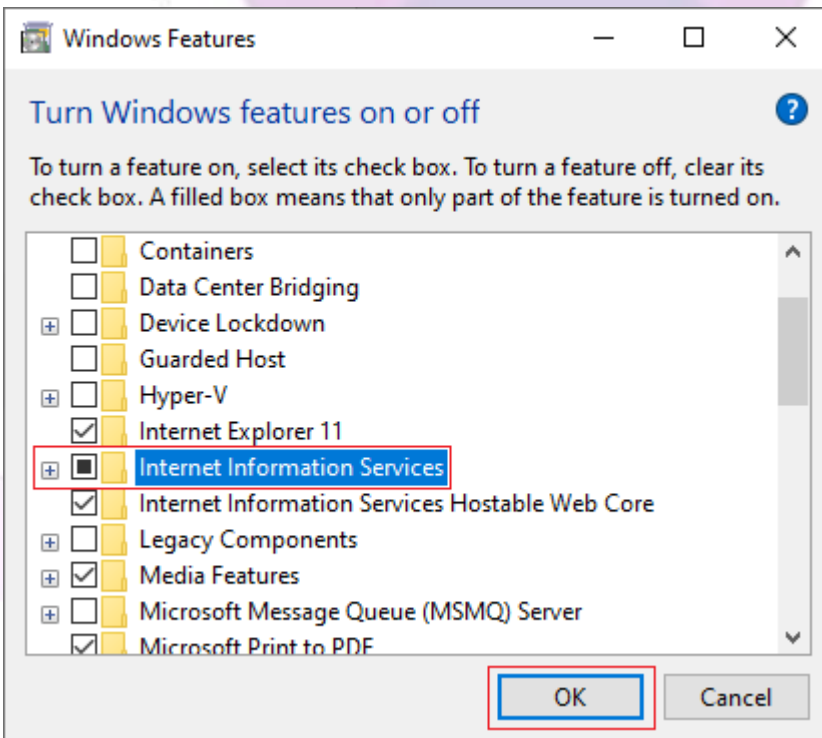 Windows Features
Turn Windows features on or off
?
To turn a feature on, select its check box. To turn a feature off, clear its
check box. A filled box means that only part of the feature is turned on.
Containers
Data Center Bridging
Device Lockdown
Guarded Host
Hyper-V
Internet Explorer 11
Internet Information Services
Internet Information Services Hostable Web Core
Legacy Components
Media Features
Microsoft Message Queue (MSMQ) Server
Microsoft Print to PDF
OK Cancel